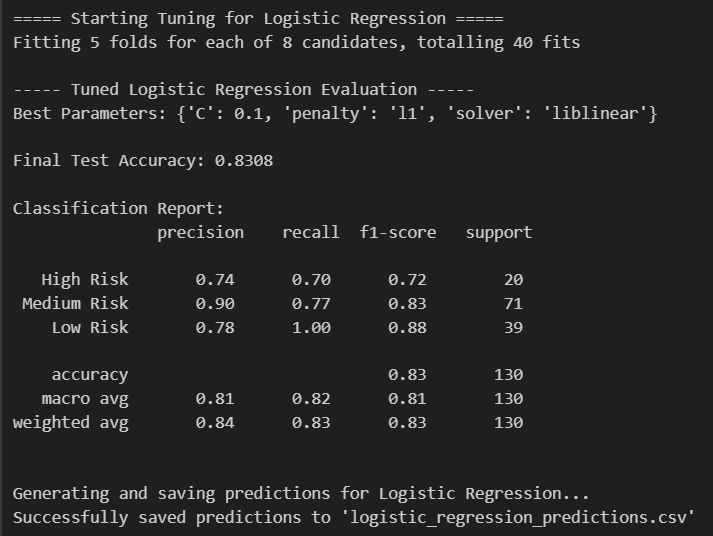 ===== Starting Tuning for Logistic Regression =====
Fitting 5 folds for each of 8 candidates, totalling 40 fits
----- Tuned Logistic Regression Evaluation -----
Best Parameters: {'C': 0.1, 'penalty': 'l1', 'solver': 'liblinear'}
Final Test Accuracy: 0.8308
Classification Report:
precision recall f1-score support
High Risk 0.74 0.70 0.72 20
Medium Risk 0.90 0.77 0.83 71
Low Risk 0.78 1.00 0.88 39
accuracy 0.83 130
macro avg 0.81 0.82 0.81 130
weighted avg 0.84 0.83 0.83 130
Generating and saving predictions for Logistic Regression...
Successfully saved predictions to 'logistic_regression_predictions.csv'